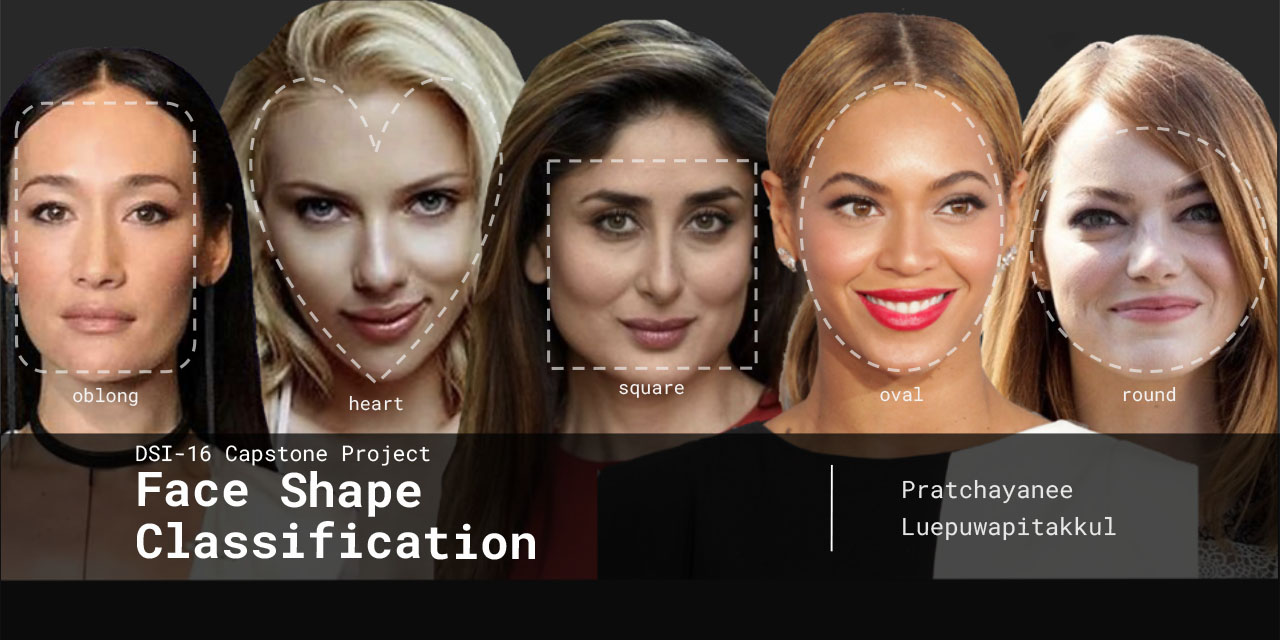 oblong
heart
square
oval
round
DSI-16 Capstone Project
Face Shape
Classification
Pratchayanee
Luepuwapitakkul